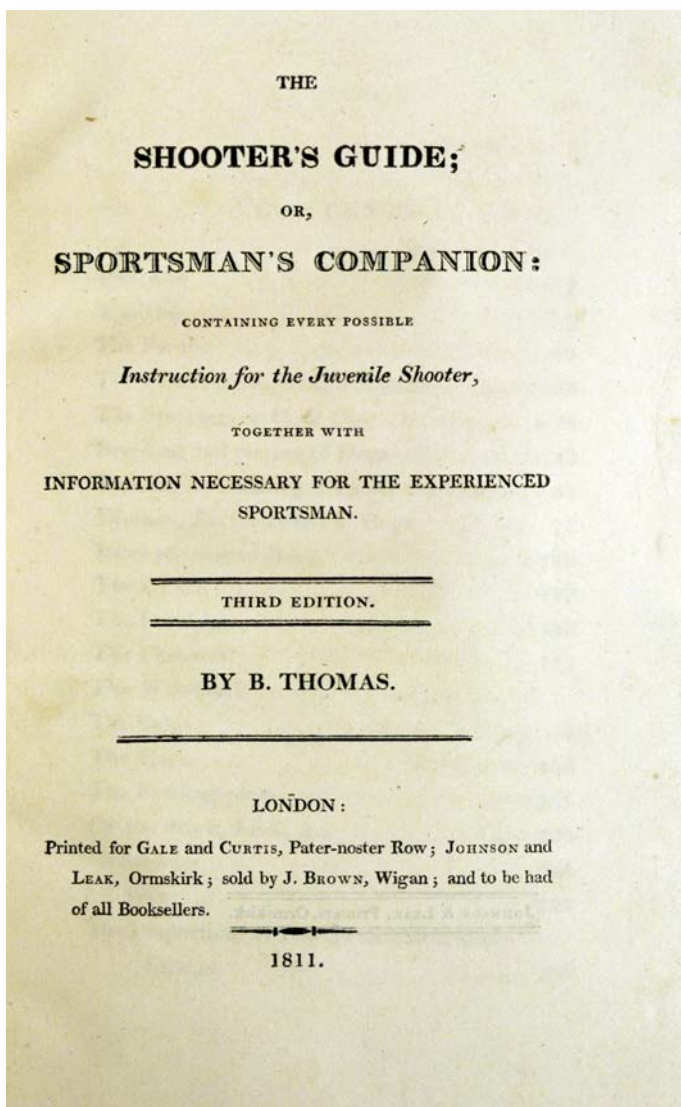 THE
SHOOTER'S GUIDE;
OR,
SPORTSMAN'S COMPANION:
CONTAINING EVERY POSSIBLE
Instruction for the Juvenile Shooter,
TOGETHER WITH
INFORMATION NECESSARY FOR THE EXPERIENCED
SPORTSMAN.
THIRD EDITION.
BY B. THOMAS.
LONDON:
Printed for GALE and CURTIS, Pater-noster Row; JOHNSON and
LEAK, Ormskirk; sold by J. BROWN, Wigan; and to be had
of all Booksellers.
1811.